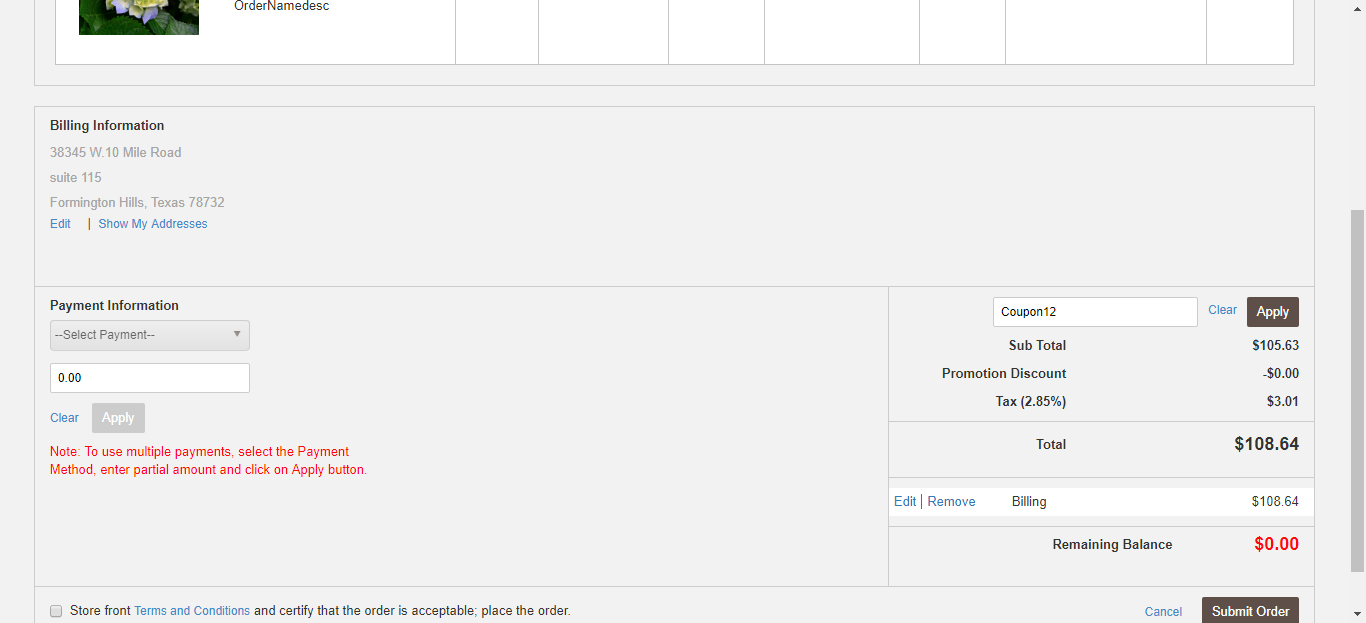 OrderNamedesc
Billing Information
38345 W.10 Mile Road
suite 115
Formington Hills, Texas 78732
Edit | Show My Addresses
Payment Information
--Select Payment--
0.00
Clear Apply
Note: To use multiple payments, select the Payment
Method, enter partial amount and click on Apply button.
Coupon12 Clear Apply
Sub Total $105.63
Promotion Discount -$0.00
Tax (2.85%) $3.01
Total $108.64
Edit | Remove Billing $108.64
Remaining Balance $0.00
Store front Terms and Conditions and certify that the order is acceptable; place the order.
Cancel Submit Order